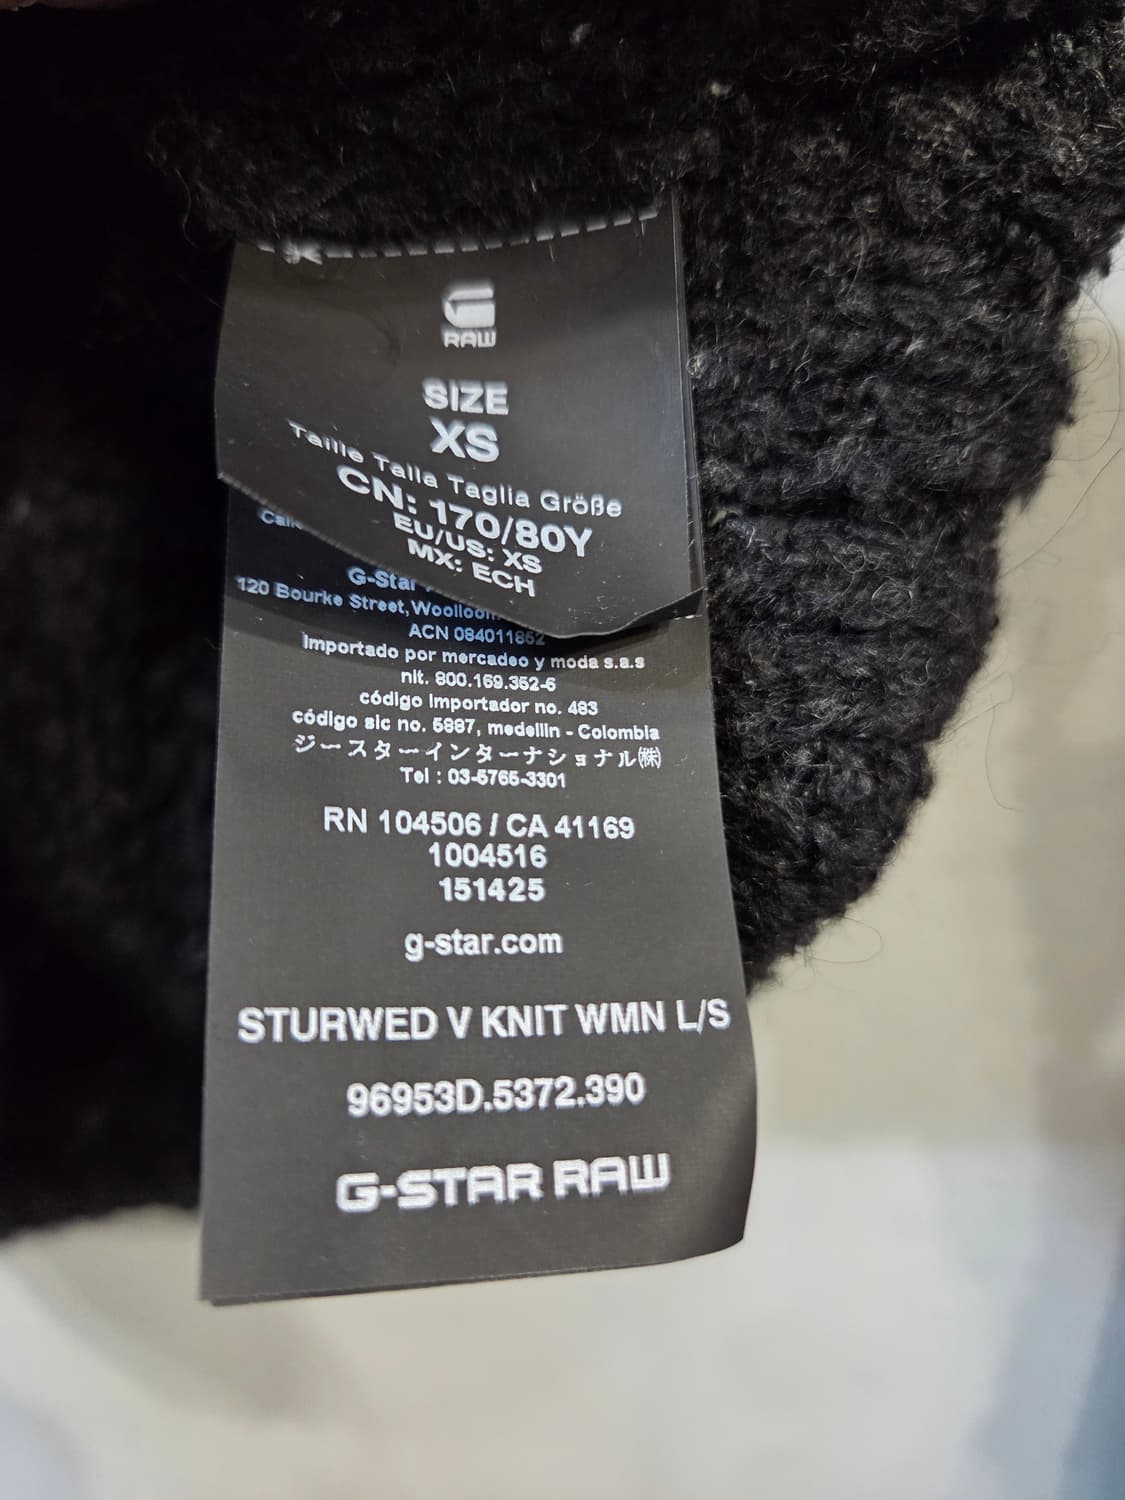 RAW
SIZE
XS
Taille Talla Taglia Größe
CN: 170/80Y
EU/US: XS
MX: ECH
G-Star
120 Bourke Street,
ACN 084011852
Importado por mercadeo y moda s.a.s
nit. 800.169.352-6
código importador no. 483
código sic no. 5887, medellin - Colombia
ジースターインターナショナル㈱
Tel : 03-5765-3301
RN 104506 / CA 41169
1004516
151425
g-star.com
STURWED V KNIT WMN L/S
96953D.5372.390
G-STAR RAW